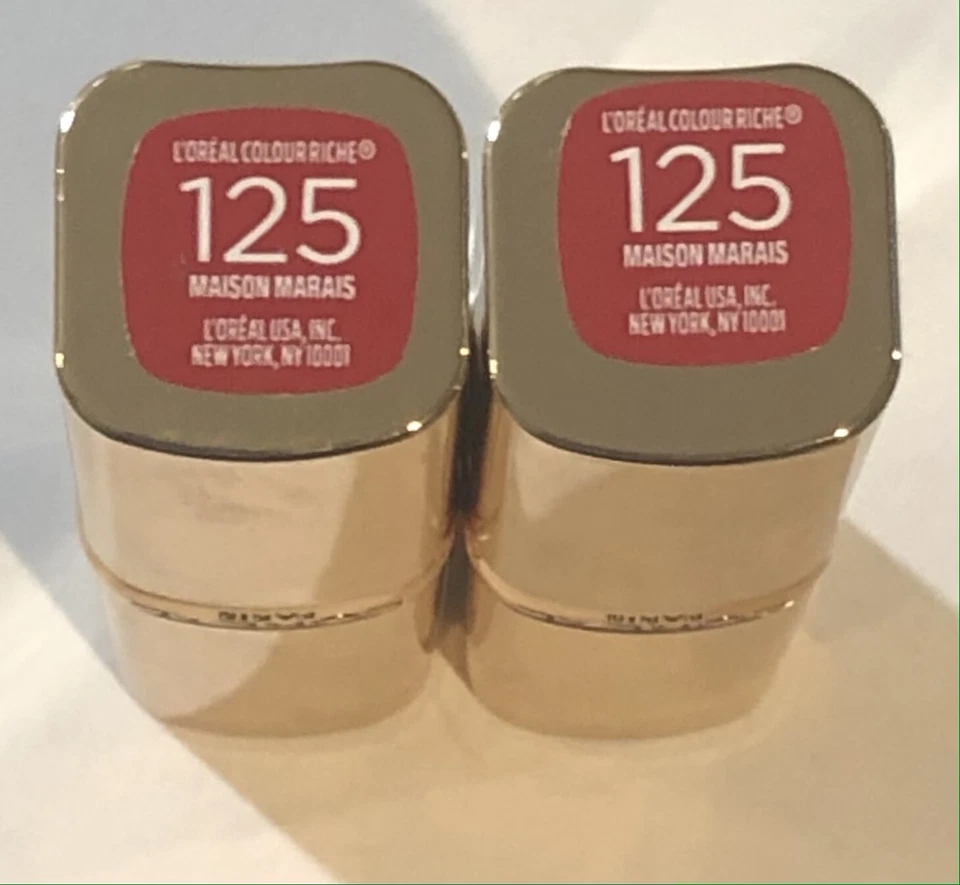 L'ORÉAL COLOUR RICHE®
125
MAISON MARAIS
L'ORÉAL USA, INC.
NEW YORK, NY 10001
L'ORÉAL COLOUR RICHE®
125
MAISON MARAIS
L'ORÉAL USA, INC.
NEW YORK, NY 10001